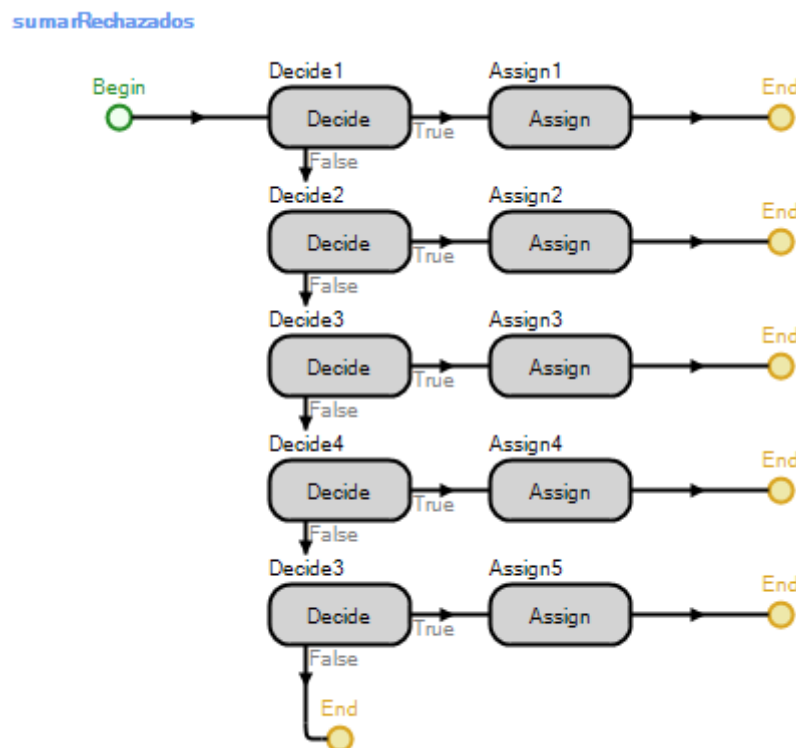 sumarRechazados
Decide1 Assign1
Begin End
Decide Assign
True
False
Decide2 Assign2
End
Decide Assign
True
False
Decide3 Assign3
End
Decide Assign
True
False
Decide4 Assign4
End
Decide Assign
True
False
Decide3 Assign5
End
Decide Assign
True
False
End